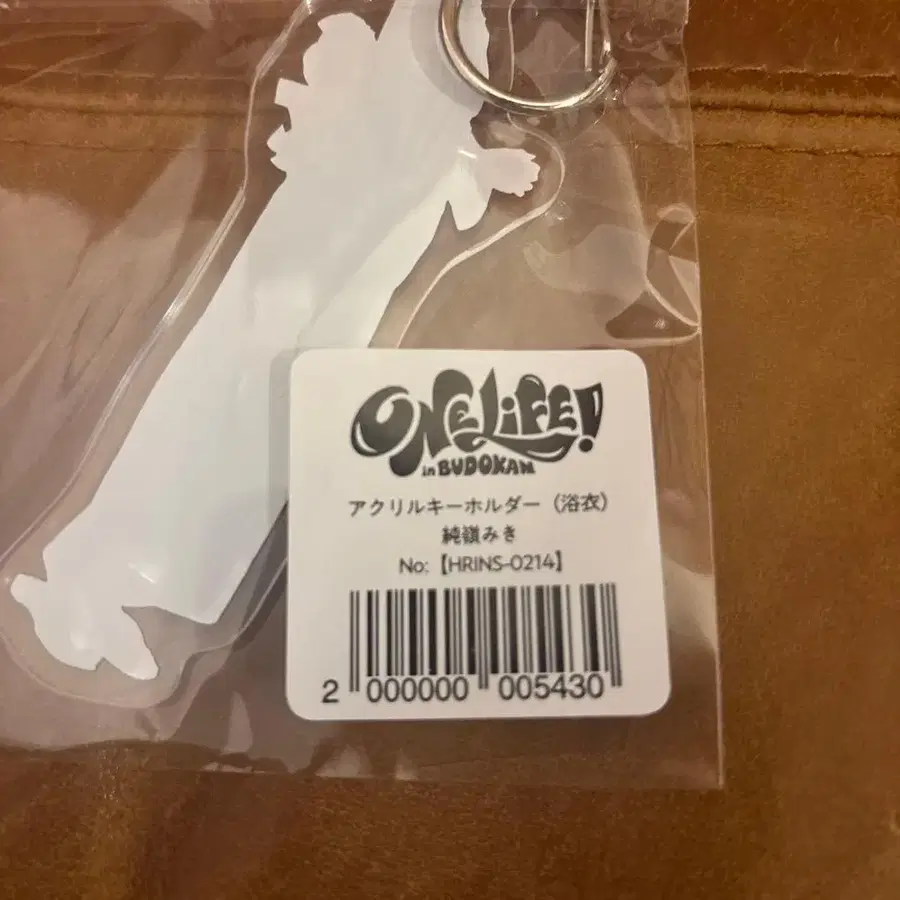 ONE LiFE!
in BUDOKAN
アクリルキーホルダー（浴衣）
純嶺みき
No:【HRINS-0214】
2 000000 005430